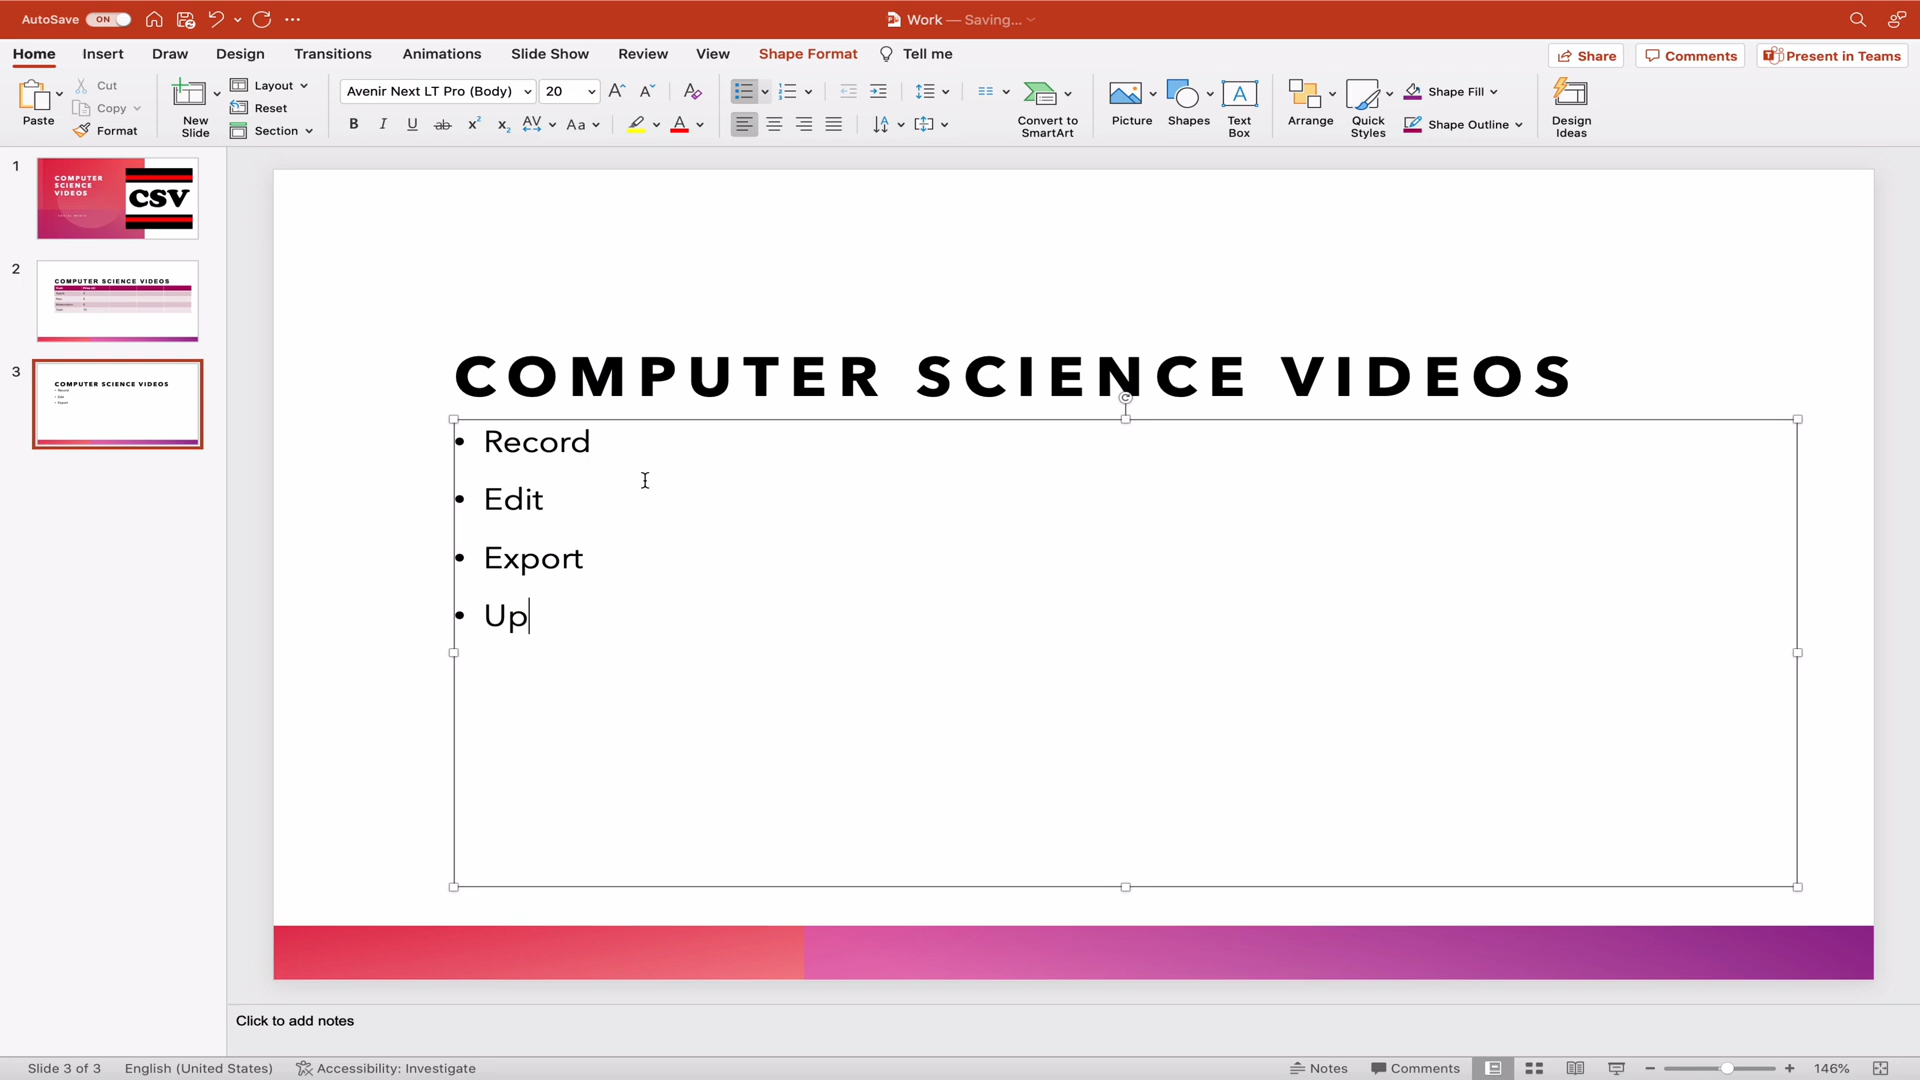 AutoSave ON
Work — Saving...
Home Insert Draw Design Transitions Animations Slide Show Review View Shape Format Tell me
Share Comments Present in Teams
Paste
Cut
Copy
Format
New
Slide
Layout
Reset
Section
Avenir Next LT Pro (Body) 20
Convert to
SmartArt
Picture
Shapes
Text
Box
Arrange
Quick
Styles
Shape Fill
Shape Outline
Design
Ideas
1
COMPUTER
SCIENCE
VIDEOS
CSV
2
COMPUTER SCIENCE VIDEOS
3
COMPUTER SCIENCE VIDEOS
• Record
• Edit
• Export
COMPUTER SCIENCE VIDEOS
• Record
• Edit
• Export
• Up
Click to add notes
Slide 3 of 3 English (United States) Accessibility: Investigate
Notes Comments 146%